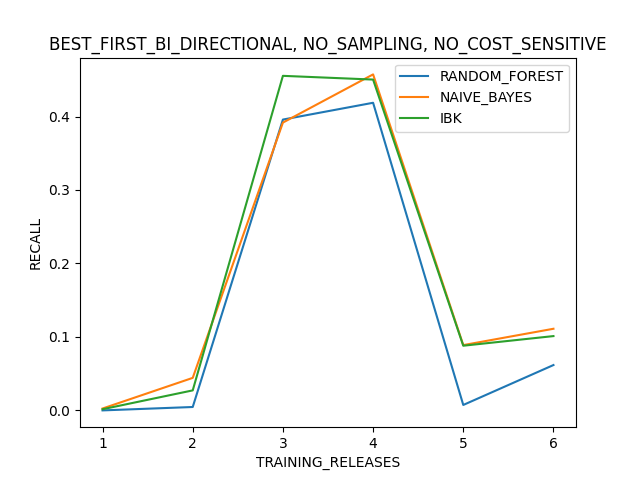 BEST_FIRST_BI_DIRECTIONAL, NO_SAMPLING, NO_COST_SENSITIVE
RANDOM_FOREST
NAIVE_BAYES
IBK
0.4
0.3
0.2
0.1
0.0
RECALL
1 2 3 4 5 6
TRAINING_RELEASES